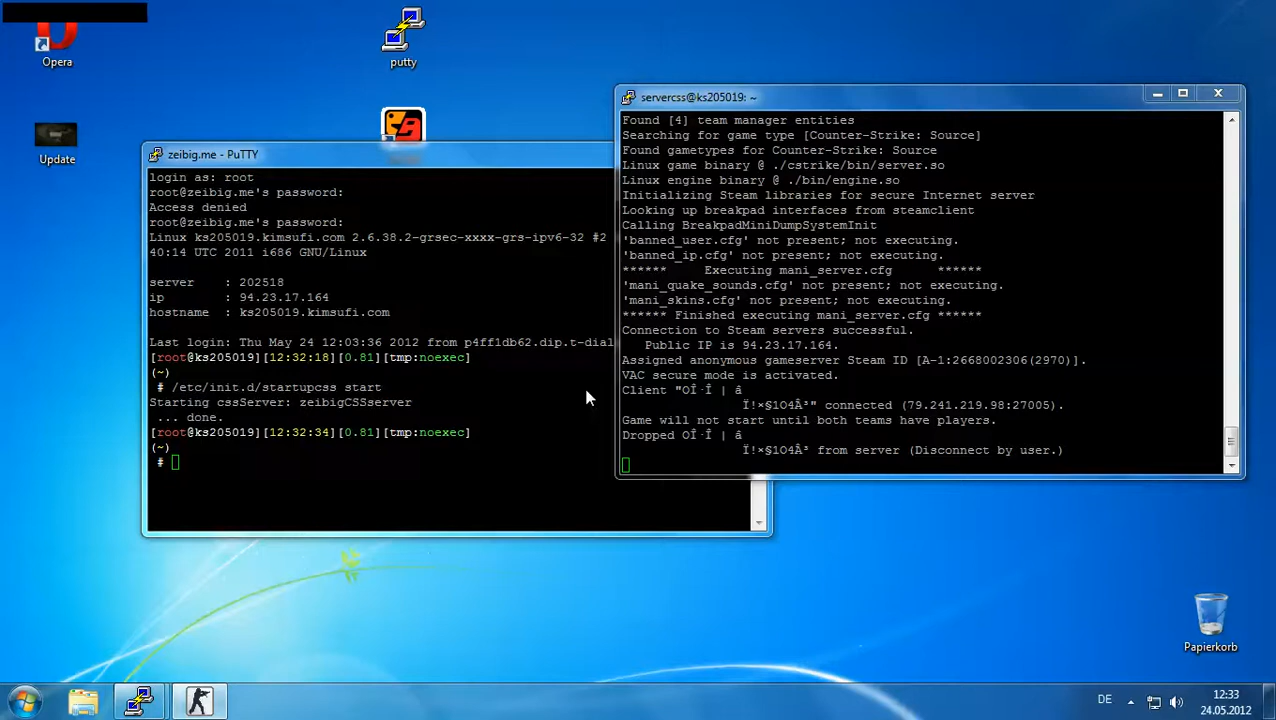 Opera
putty
Update
zeibig.me - PuTTY
login as: root
root@zeibig.me's password:
Access denied
root@zeibig.me's password:
Linux ks205019.kimsufi.com 2.6.38.2-grsec-xxxx-grs-ipv6-32 #2
40:14 UTC 2011 i686 GNU/Linux
server : 202518
ip : 94.23.17.164
hostname : ks205019.kimsufi.com
Last login: Thu May 24 12:03:36 2012 from p4ff1db62.dip.t-dial
[root@ks205019][12:32:18][0.81][tmp:noexec]
(~)
# /etc/init.d/startupcss start
Starting cssServer: zeibigCSSserver
... done.
[root@ks205019][12:32:34][0.81][tmp:noexec]
(~)
#
servercss@ks205019: ~
Found [4] team manager entities
Searching for game type [Counter-Strike: Source]
Found gametypes for Counter-Strike: Source
Linux game binary @ ./cstrike/bin/server.so
Linux engine binary @ ./bin/engine.so
Initializing Steam libraries for secure Internet server
Looking up breakpad interfaces from steamclient
Calling BreakpadMiniDumpSystemInit
'banned_user.cfg' not present; not executing.
'banned_ip.cfg' not present; not executing.
****** Executing mani_server.cfg ******
'mani_quake_sounds.cfg' not present; not executing.
'mani_skins.cfg' not present; not executing.
****** Finished executing mani_server.cfg ******
Connection to Steam servers successful.
Public IP is 94.23.17.164.
Assigned anonymous gameserver Steam ID [A-1:2668002306(2970)].
VAC secure mode is activated.
Client "OÎ·Î | â
Ï!×§1O4Â³" connected (79.241.219.98:27005).
Game will not start until both teams have players.
Dropped OÎ·Î | â
Ï!×§1O4Â³ from server (Disconnect by user.)
Papierkorb
DE
12:33
24.05.2012